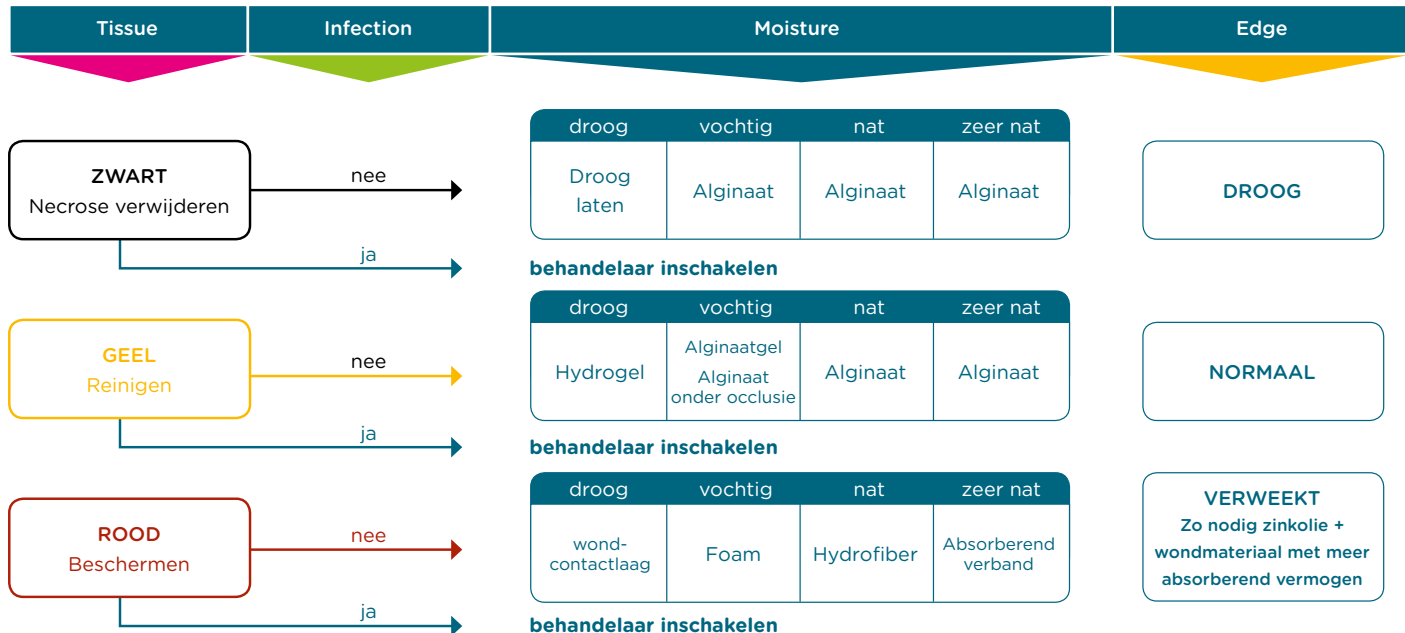 Tissue
Infection
Moisture
Edge
droog
vochtig
nat
zeer nat
ZWART
Necrose verwijderen
nee
Droog
laten
Alginaat
Alginaat
Alginaat
DROOG
ja
behandelaar inschakelen
droog
vochtig
nat
zeer nat
GEEL
Reinigen
nee
Hydrogel
Alginaatgel
Alginaat
onder occlusie
Alginaat
Alginaat
NORMAAL
ja
behandelaar inschakelen
droog
vochtig
nat
zeer nat
ROOD
Beschermen
nee
wond-
contactlaag
Foam
Hydrofiber
Absorberend
verband
VERWEEKT
Zo nodig zinkolie +
wondmateriaal met meer
absorberend vermogen
ja
behandelaar inschakelen